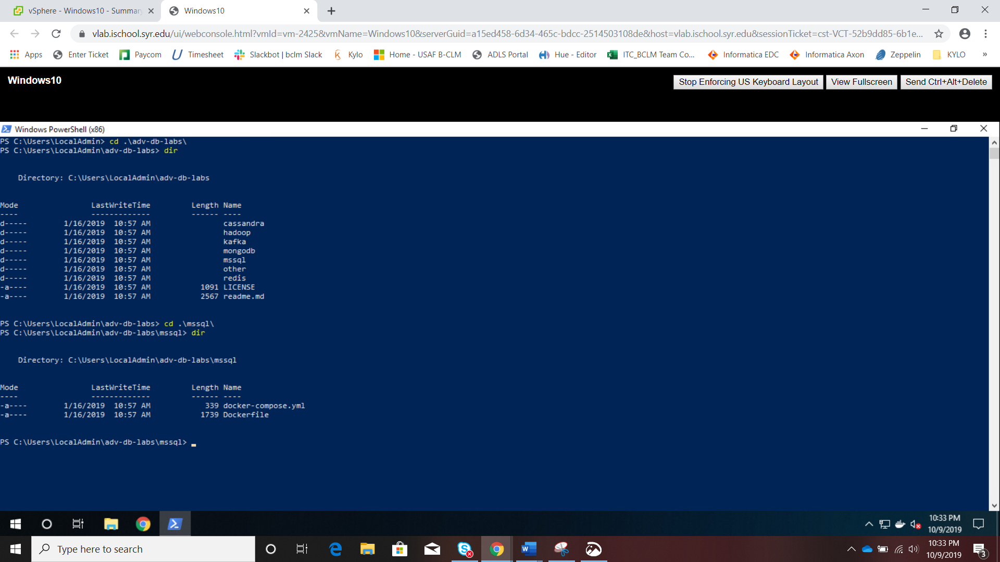 vSphere - Windows10 - Summar
Windows10
vlab.ischool.syr.edu/ui/webconsole.html?vmId=vm-2425&vmName=Windows10&serverGuid=a15ed458-6d34-465c-bdcc-2514503108de&host=vlab.ischool.syr.edu&sessionTicket=cst-VCT-52b9dd85-6b1e...
Apps Enter Ticket Paycom Timesheet Slackbot | bclm Slack Kylo Home - USAF B-CLM ADLS Portal Hue - Editor ITC_BCLM Team Co... Informatica EDC Informatica Axon Zeppelin KYLO »
Windows10
Stop Enforcing US Keyboard Layout View Fullscreen Send Ctrl+Alt+Delete
Windows PowerShell (x86)
PS C:\Users\LocalAdmin> cd .\adv-db-labs\
PS C:\Users\LocalAdmin\adv-db-labs> dir
Directory: C:\Users\LocalAdmin\adv-db-labs
Mode LastWriteTime Length Name
---- ------------- ------ ----
d----- 1/16/2019 10:57 AM cassandra
d----- 1/16/2019 10:57 AM hadoop
d----- 1/16/2019 10:57 AM kafka
d----- 1/16/2019 10:57 AM mongodb
d----- 1/16/2019 10:57 AM mssql
d----- 1/16/2019 10:57 AM other
d----- 1/16/2019 10:57 AM redis
-a---- 1/16/2019 10:57 AM 1091 LICENSE
-a---- 1/16/2019 10:57 AM 2567 readme.md
PS C:\Users\LocalAdmin\adv-db-labs> cd .\mssql\
PS C:\Users\LocalAdmin\adv-db-labs\mssql> dir
Directory: C:\Users\LocalAdmin\adv-db-labs\mssql
Mode LastWriteTime Length Name
---- ------------- ------ ----
-a---- 1/16/2019 10:57 AM 339 docker-compose.yml
-a---- 1/16/2019 10:57 AM 1739 Dockerfile
PS C:\Users\LocalAdmin\adv-db-labs\mssql>
10:33 PM
10/9/2019
Type here to search
10:33 PM
10/9/2019
3